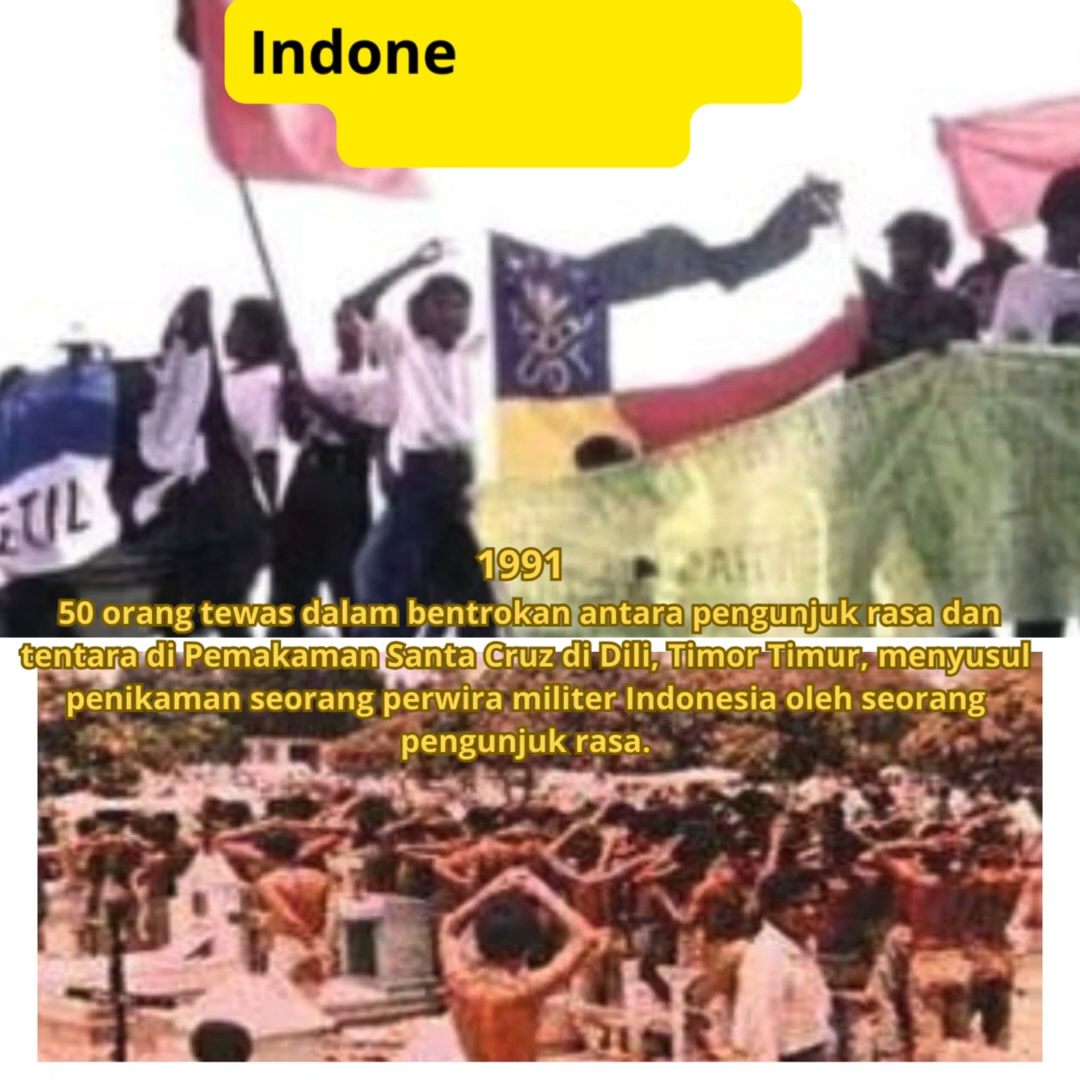 Indone
1991
50 orang tewas dalam bentrokan antara pengunjuk rasa dan
tentara di Pemakaman Santa Cruz di Dili, Timor Timur, menyusul
penikaman seorang perwira militer Indonesia oleh seorang
pengunjuk rasa.